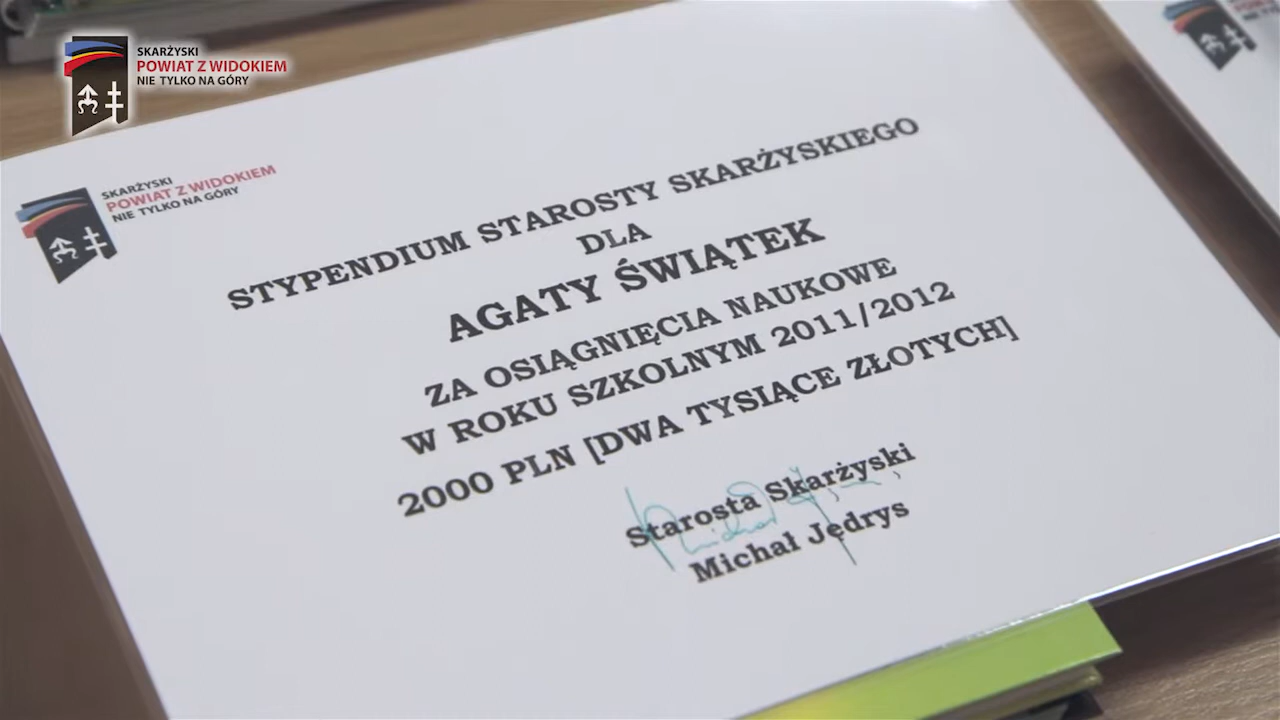 SKARŻYSKI
POWIAT Z WIDOKIEM
NIE TYLKO NA GÓRY
SKARŻYSKI
POWIAT Z WIDOKIEM
NIE TYLKO NA GÓRY
STYPENDIUM STAROSTY SKARŻYSKIEGO
DLA
AGATY ŚWIĄTEK
ZA OSIĄGNIĘCIA NAUKOWE
W ROKU SZKOLNYM 2011/2012
2000 PLN [DWA TYSIĄCE ZŁOTYCH]
Starosta Skarżyski
Michał Jędrys